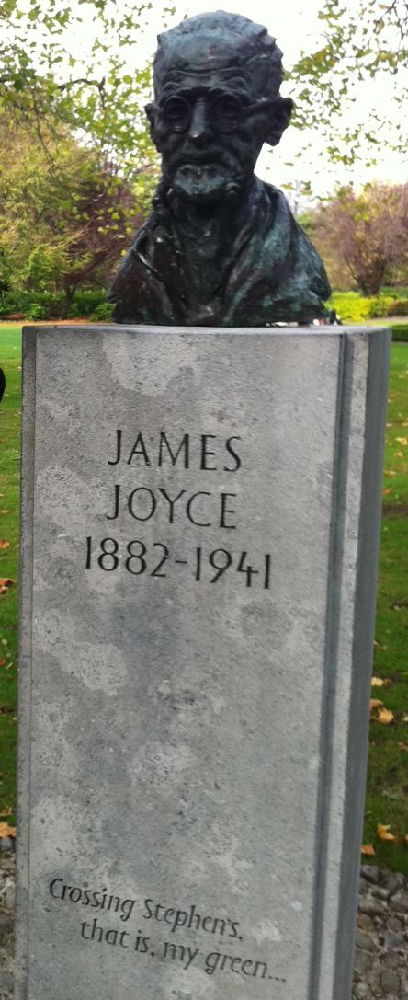 JAMES
JOYCE
1882-1941
Crossing Stephen's,
that is, my green...